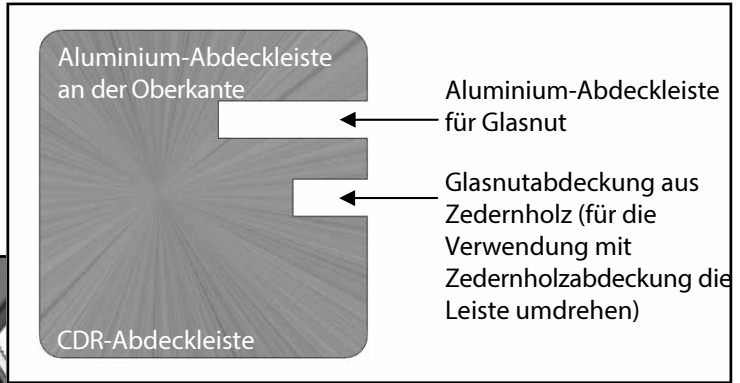 Aluminium-Abdeckleiste
an der Oberkante
Aluminium-Abdeckleiste
für Glasnut
Glasnutabdeckung aus
Zedernholz (für die
Verwendung mit
Zedernholzabdeckung die
Leiste umdrehen)
CDR-Abdeckleiste